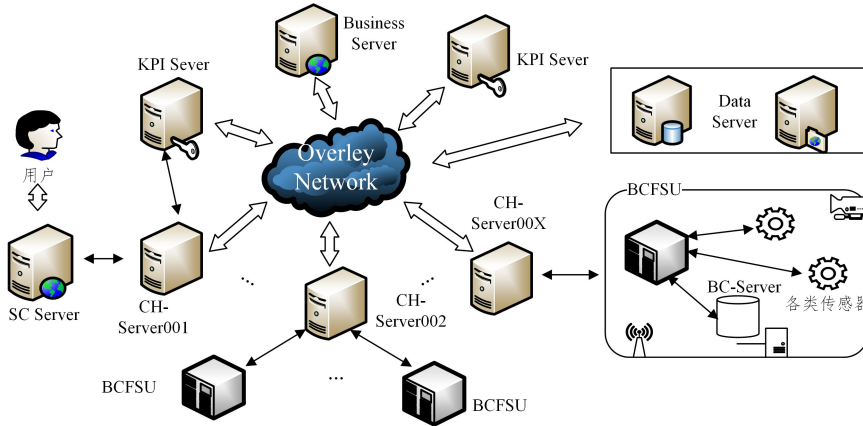 Business
Server
KPI Sever
KPI Sever
Data
Server
用户
Overley
Network
BCFSU
CH-
Server00X
BC-Server
各类传感器
SC Server
CH-
Server001
...
...
CH-
Server002
BCFSU
...
BCFSU